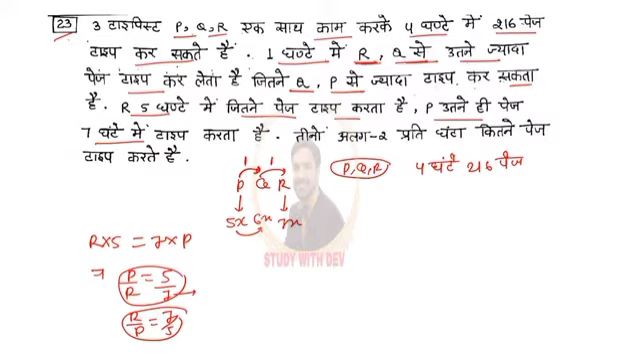 23 3 टाइपिस्ट P, Q, R एक साथ काम करके 4 घण्टे में 216 पेज
टाइप कर सकते हैं. 1 घण्टे में R, Q से उतने ज्यादा
पेज टाइप कर लेता है जितने Q, P से ज्यादा टाइप कर सकता
है. R 5 घण्टे में जितने पेज टाइप करता है, P उतने ही पेज
7 घंटे में टाइप करता है. तीनो अलग-2 प्रति घंटा कितने पेज
टाइप करते है.
1 1
P Q R
5x 6x 7x
P, Q, R 4 घंटे 216 पेज
R×5 = 7×P
P/R = 5/7
R/P = 7/5
STUDY WITH DEV